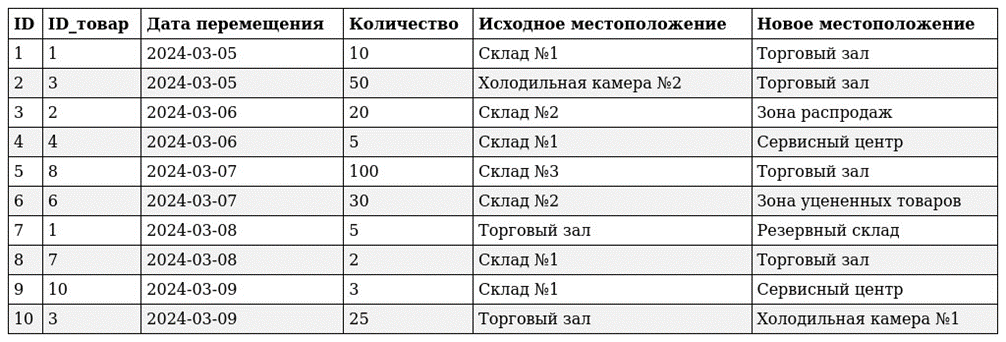 ID ID_товар Дата перемещения Количество Исходное местоположение Новое местоположение
1 1 2024-03-05 10 Склад №1 Торговый зал
2 3 2024-03-05 50 Холодильная камера №2 Торговый зал
3 2 2024-03-06 20 Склад №2 Зона распродаж
4 4 2024-03-06 5 Склад №1 Сервисный центр
5 8 2024-03-07 100 Склад №3 Торговый зал
6 6 2024-03-07 30 Склад №2 Зона уцененных товаров
7 1 2024-03-08 5 Торговый зал Резервный склад
8 7 2024-03-08 2 Склад №1 Торговый зал
9 10 2024-03-09 3 Склад №1 Сервисный центр
10 3 2024-03-09 25 Торговый зал Холодильная камера №1